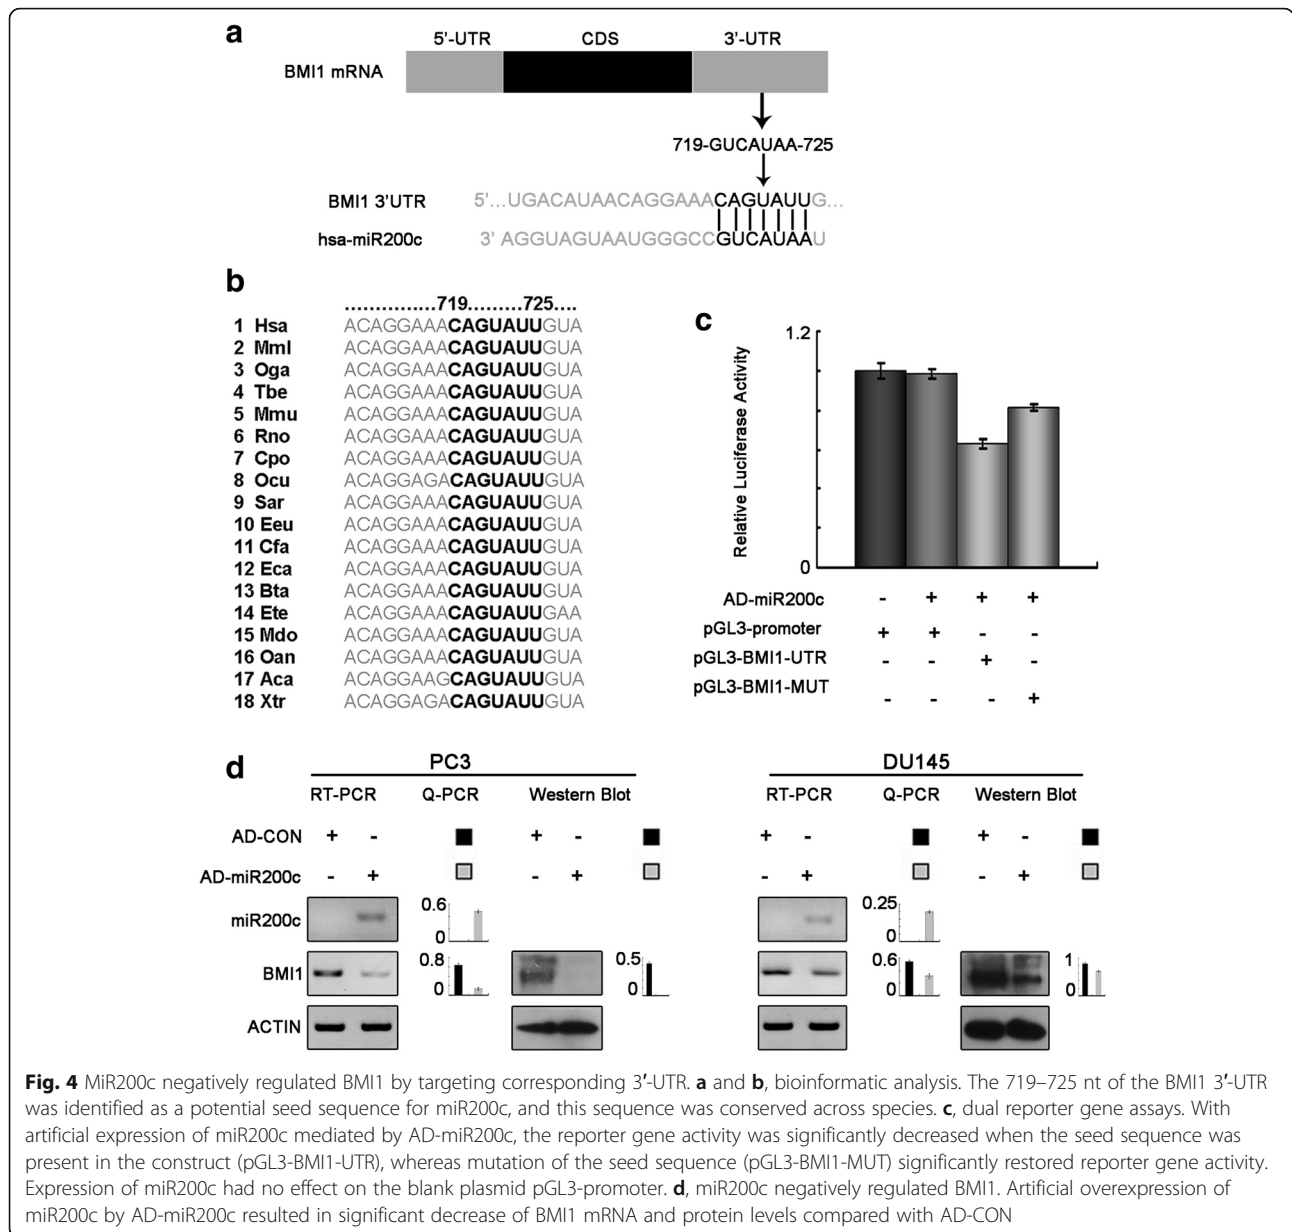 a
5'-UTR CDS 3'-UTR
BMI1 mRNA
719-GUCAUAA-725
BMI1 3'UTR 5'...UGACAUAACAGGAAACAGUAUUG...
hsa-miR200c 3' AGGUAGUAAUGGGCCGUCAUAAU
b
................719.........725....
1 Hsa ACAGGAAACAGUAUUGUA
2 Mml ACAGGAAACAGUAUUGUA
3 Oga ACAGGAAACAGUAUUGUA
4 Tbe ACAGGAAACAGUAUUGUA
5 Mmu ACAGGAAACAGUAUUGUA
6 Rno ACAGGAAACAGUAUUGUA
7 Cpo ACAGGAAACAGUAUUGUA
8 Ocu ACAGGAGACAGUAUUGUA
9 Sar ACAGGAAACAGUAUUGUA
10 Eeu ACAGGAAACAGUAUUGUA
11 Cfa ACAGGAAACAGUAUUGUA
12 Eca ACAGGAAACAGUAUUGUA
13 Bta ACAGGAAACAGUAUUGUA
14 Ete ACAGGAAACAGUAUUGAA
15 Mdo ACAGGAAACAGUAUUGUA
16 Oan ACAGGAAACAGUAUUGUA
17 Aca ACAGGAAGCAGUAUUGUA
18 Xtr ACAGGAGACAGUAUUGUA
c
Relative Luciferase Activity
1.2
0
AD-miR200c - + + +
pGL3-promoter + + - -
pGL3-BMI1-UTR - - + -
pGL3-BMI1-MUT - - - +
d
PC3 DU145
RT-PCR Q-PCR Western Blot RT-PCR Q-PCR Western Blot
AD-CON + - + - + - + -
AD-miR200c - + - + - + - +
miR200c 0.6 0 0.25 0
BMI1 0.8 0 0.5 0 0.6 0 1 0
ACTIN
Fig. 4 MiR200c negatively regulated BMI1 by targeting corresponding 3′-UTR. a and b, bioinformatic analysis. The 719–725 nt of the BMI1 3′-UTR
was identified as a potential seed sequence for miR200c, and this sequence was conserved across species. c, dual reporter gene assays. With
artificial expression of miR200c mediated by AD-miR200c, the reporter gene activity was significantly decreased when the seed sequence was
present in the construct (pGL3-BMI1-UTR), whereas mutation of the seed sequence (pGL3-BMI1-MUT) significantly restored reporter gene activity.
Expression of miR200c had no effect on the blank plasmid pGL3-promoter. d, miR200c negatively regulated BMI1. Artificial overexpression of
miR200c by AD-miR200c resulted in significant decrease of BMI1 mRNA and protein levels compared with AD-CON